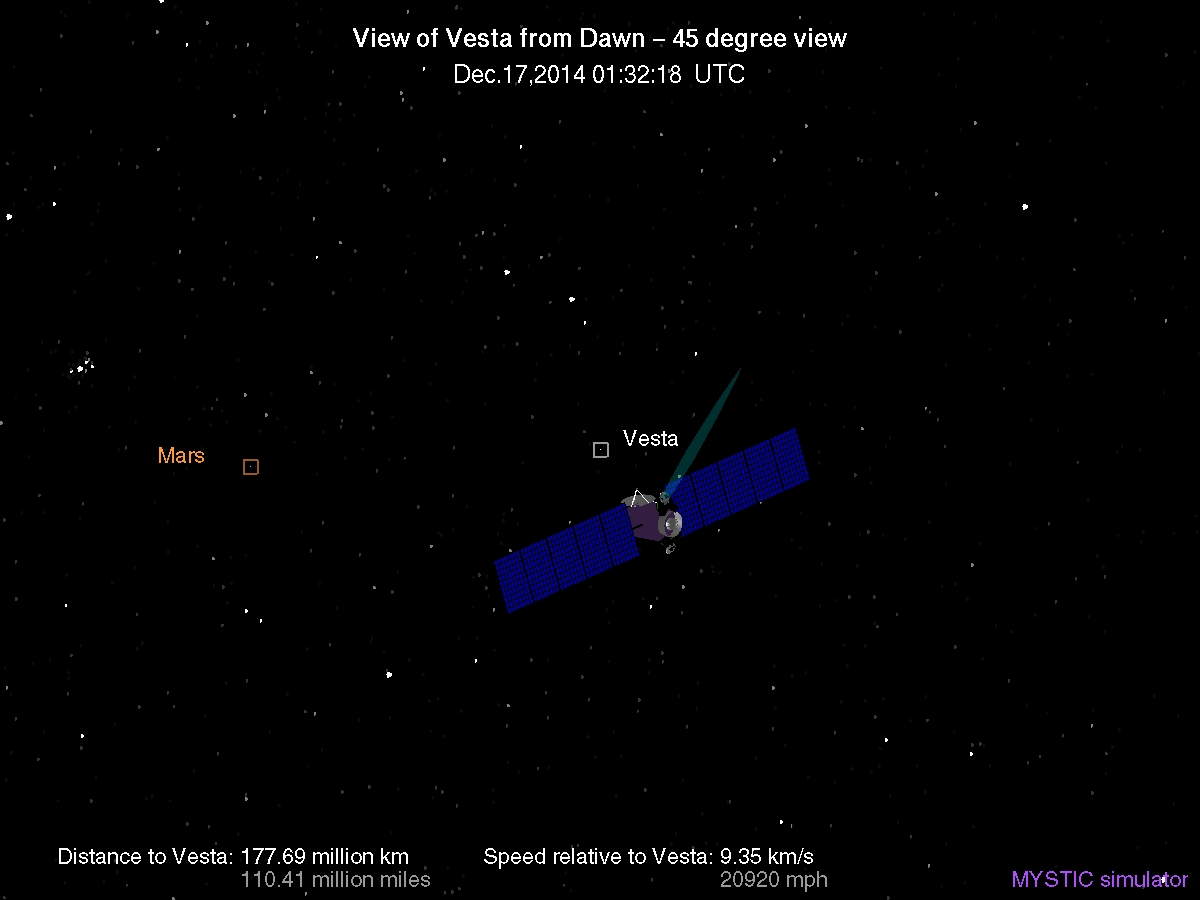 View of Vesta from Dawn – 45 degree view
Dec.17,2014 01:32:18 UTC
Vesta
Mars
Distance to Vesta: 177.69 million km
110.41 million miles
Speed relative to Vesta: 9.35 km/s
20920 mph
MYSTIC simulator